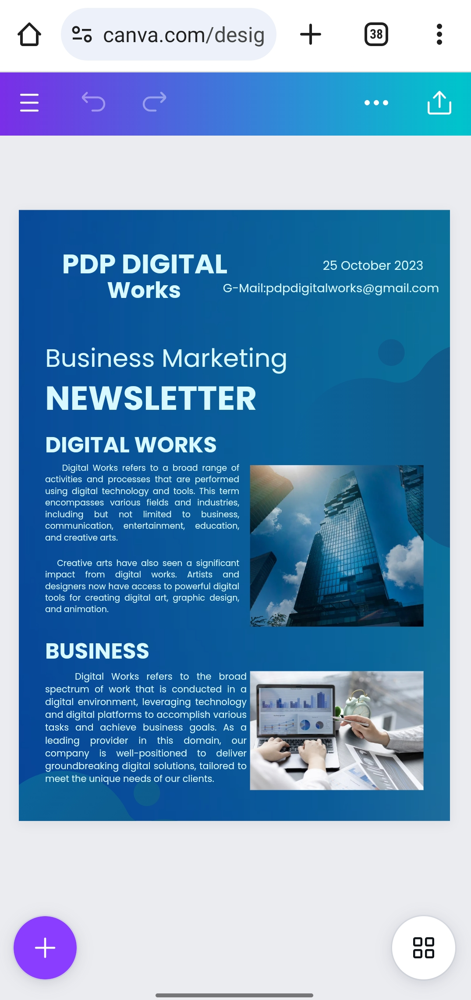 canva.com/desig
38
PDP DIGITAL
Works
25 October 2023
G-Mail:pdpdigitalworks@gmail.com
Business Marketing
NEWSLETTER
DIGITAL WORKS
Digital Works refers to a broad range of
activities and processes that are performed
using digital technology and tools. This term
encompasses various fields and industries,
including but not limited to business,
communication, entertainment, education,
and creative arts.
Creative arts have also seen a significant
impact from digital works. Artists and
designers now have access to powerful digital
tools for creating digital art, graphic design,
and animation.
BUSINESS
Digital Works refers to the broad
spectrum of work that is conducted in a
digital environment, leveraging technology
and digital platforms to accomplish various
tasks and achieve business goals. As a
leading provider in this domain, our
company is well-positioned to deliver
groundbreaking digital solutions, tailored to
meet the unique needs of our clients.